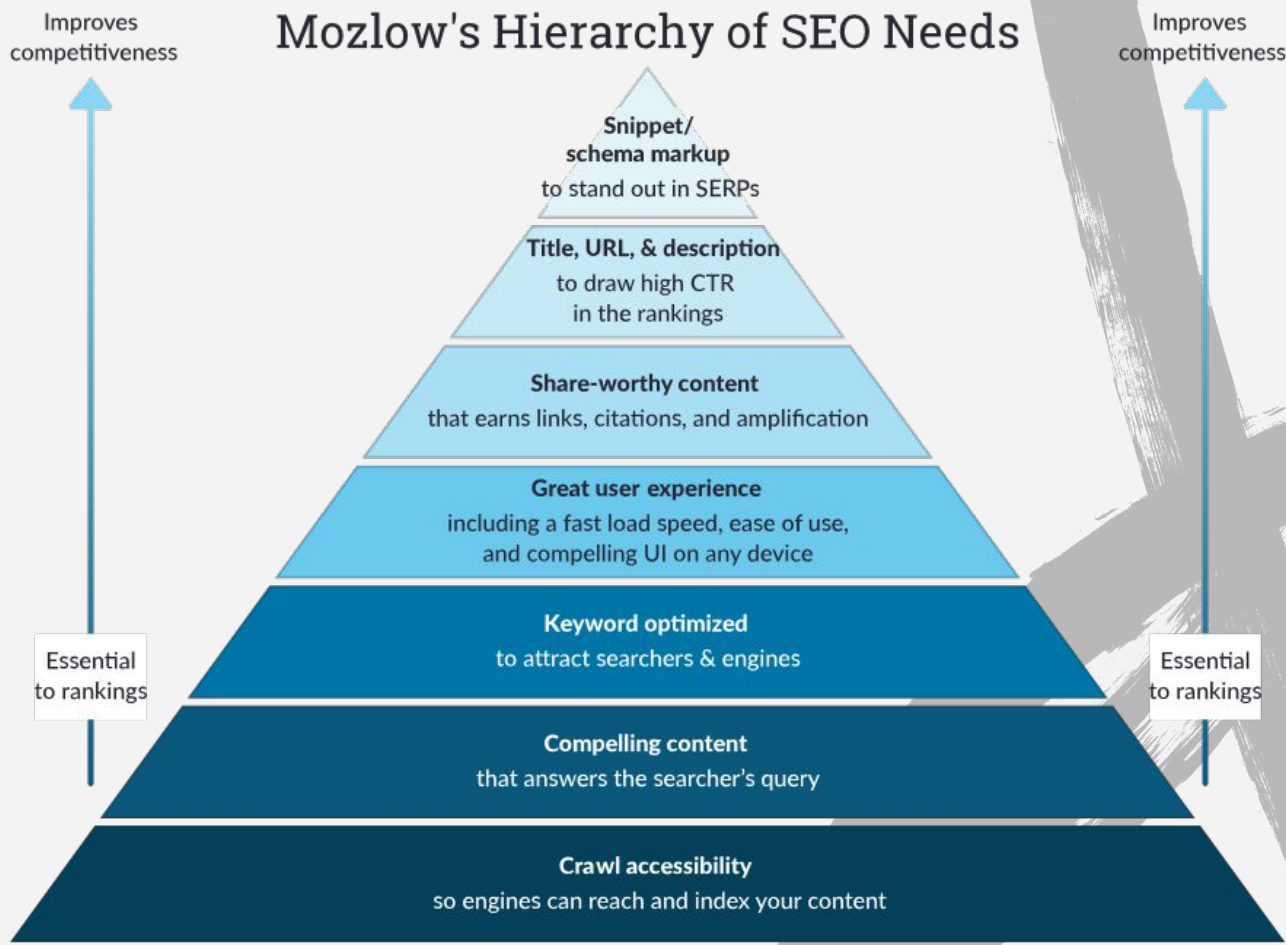 Improves
competitiveness
Mozlow's Hierarchy of SEO Needs
Improves
competitiveness
Snippet/
schema markup
to stand out in SERPs
Title, URL, & description
to draw high CTR
in the rankings
Share-worthy content
that earns links, citations, and amplification
Great user experience
including a fast load speed, ease of use,
and compelling UI on any device
Keyword optimized
to attract searchers & engines
Essential
to rankings
Essential
to rankings
Compelling content
that answers the searcher’s query
Crawl accessibility
so engines can reach and index your content